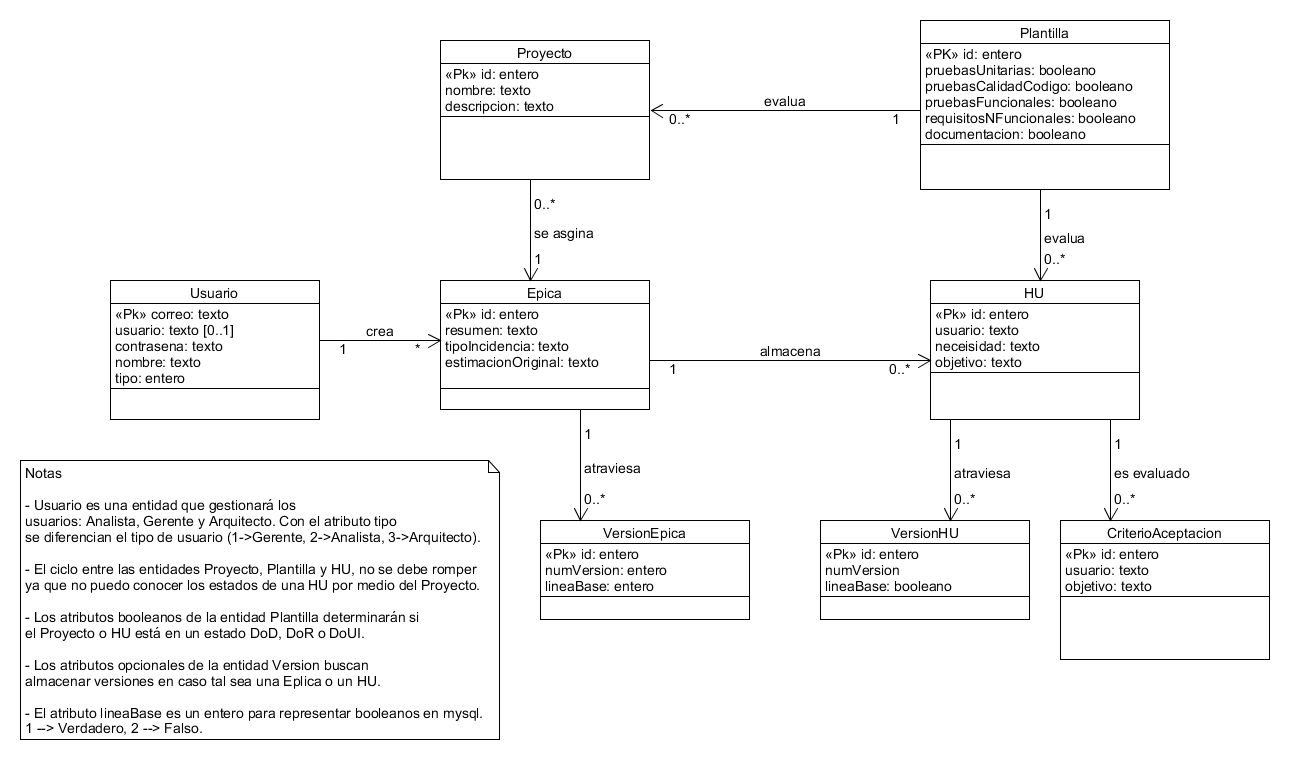 Proyecto
«Pk» id: entero
nombre: texto
descripcion: texto
Plantilla
«PK» id: entero
pruebasUnitarias: booleano
pruebasCalidadCodigo: booleano
pruebasFuncionales: booleano
requisitosNFuncionales: booleano
documentacion: booleano
evalua
0..*
1
0..*
se asgina
1
1
evalua
0..*
Usuario
«Pk» correo: texto
usuario: texto [0..1]
contrasena: texto
nombre: texto
tipo: entero
crea
1
*
Epica
«Pk» id: entero
resumen: texto
tipoIncidencia: texto
estimacionOriginal: texto
almacena
1
0..*
HU
«Pk» id: entero
usuario: texto
neceisidad: texto
objetivo: texto
1
atraviesa
0..*
1
atraviesa
0..*
1
es evaluado
0..*
Notas
- Usuario es una entidad que gestionará los
usuarios: Analista, Gerente y Arquitecto. Con el atributo tipo
se diferencian el tipo de usuario (1->Gerente, 2->Analista, 3->Arquitecto).
- El ciclo entre las entidades Proyecto, Plantilla y HU, no se debe romper
ya que no puedo conocer los estados de una HU por medio del Proyecto.
- Los atributos booleanos de la entidad Plantilla determinarán si
el Proyecto o HU está en un estado DoD, DoR o DoUI.
- Los atributos opcionales de la entidad Version buscan
almacenar versiones en caso tal sea una Eplica o un HU.
- El atributo lineaBase es un entero para representar booleanos en mysql.
1 --> Verdadero, 2 --> Falso.
VersionEpica
«Pk» id: entero
numVersion: entero
lineaBase: entero
VersionHU
«Pk» id: entero
numVersion
lineaBase: booleano
CriterioAceptacion
«Pk» id: entero
usuario: texto
objetivo: texto